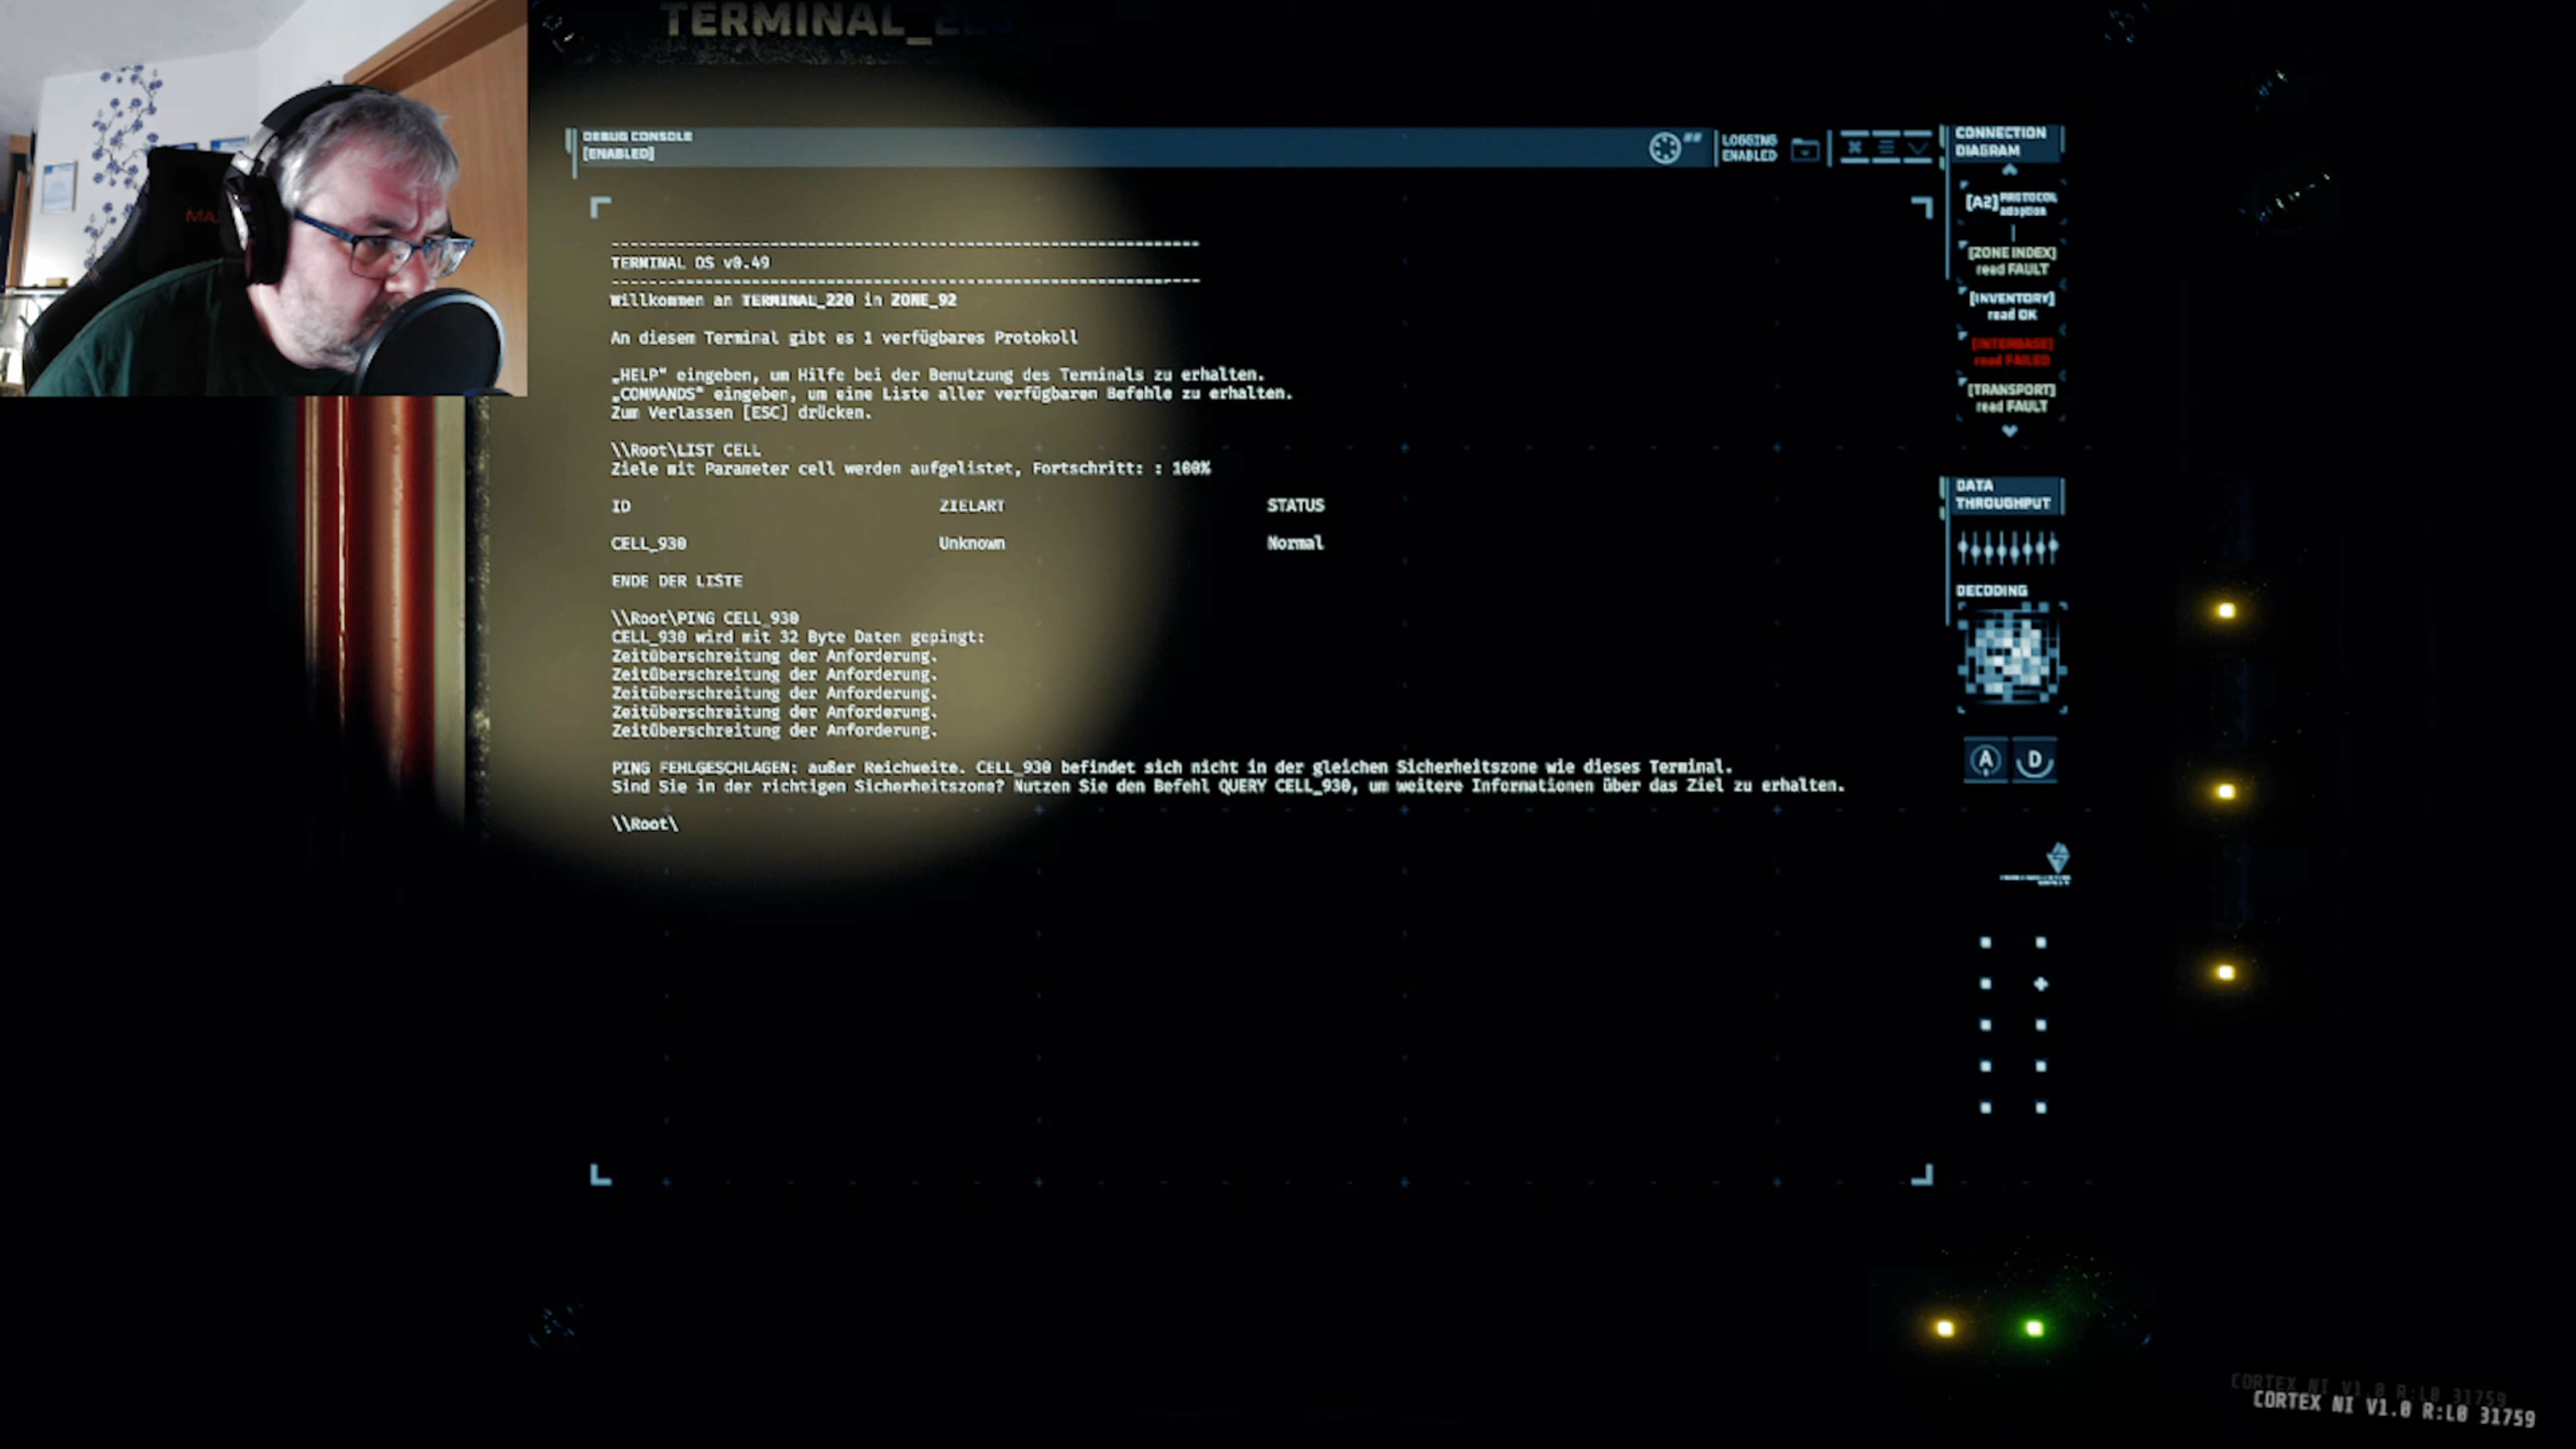 TERMINAL_220
DEBUG CONSOLE
[ENABLED]
LOGGING
ENABLED
--------------------------------------------------------------
TERMINAL OS v0.49
--------------------------------------------------------------
Willkommen an TERMINAL_220 in ZONE_92
An diesem Terminal gibt es 1 verfügbares Protokoll
„HELP" eingeben, um Hilfe bei der Benutzung des Terminals zu erhalten.
„COMMANDS" eingeben, um eine Liste aller verfügbaren Befehle zu erhalten.
Zum Verlassen [ESC] drücken.
\\Root\LIST CELL
Ziele mit Parameter cell werden aufgelistet, Fortschritt: : 100%
ID ZIELART STATUS
CELL_930 Unknown Normal
ENDE DER LISTE
\\Root\PING CELL_930
CELL_930 wird mit 32 Byte Daten gepingt:
Zeitüberschreitung der Anforderung.
Zeitüberschreitung der Anforderung.
Zeitüberschreitung der Anforderung.
Zeitüberschreitung der Anforderung.
Zeitüberschreitung der Anforderung.
PING FEHLGESCHLAGEN: außer Reichweite. CELL_930 befindet sich nicht in der gleichen Sicherheitszone wie dieses Terminal.
Sind Sie in der richtigen Sicherheitszone? Nutzen Sie den Befehl QUERY CELL_930, um weitere Informationen über das Ziel zu erhalten.
\\Root\
CONNECTION
DIAGRAM
[A2] PROTOCOL
adoption
[ZONE INDEX]
read FAULT
[INVENTORY]
read OK
[INTERBASE]
read FAILED
[TRANSPORT]
read FAULT
DATA
THROUGHPUT
DECODING
A D
CORTEX NI V1.0 R:L0 31759